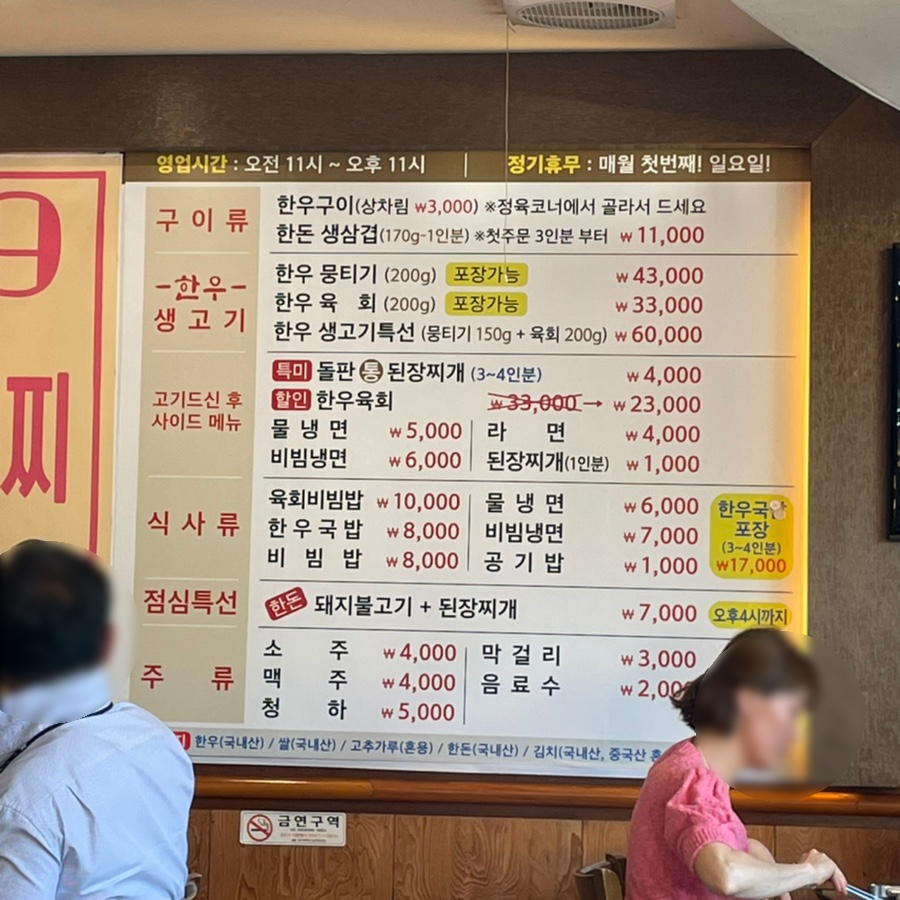 영업시간 : 오전 11시 ~ 오후 11시 | 정기휴무 : 매월 첫번째! 일요일!
구이류
한우구이(상차림 ₩3,000) ※정육코너에서 골라서 드세요
한돈 생삼겹(170g-1인분) ※첫주문 3인분 부터 ₩11,000
-한우-
생고기
한우 뭉티기 (200g) 포장가능 ₩43,000
한우 육 회 (200g) 포장가능 ₩33,000
한우 생고기특선 (뭉티기 150g + 육회 200g) ₩60,000
고기드신 후
사이드 메뉴
특미 돌판 통 된장찌개 (3~4인분) ₩4,000
할인 한우육회 ₩33,000 → ₩23,000
물냉면 ₩5,000 라면 ₩4,000
비빔냉면 ₩6,000 된장찌개(1인분) ₩1,000
식사류
육회비빔밥 ₩10,000 물냉면 ₩6,000
한우국밥 ₩8,000 비빔냉면 ₩7,000
비빔밥 ₩8,000 공기밥 ₩1,000
한우국
포장
(3~4인분)
₩17,000
점심특선
한돈 돼지불고기 + 된장찌개 ₩7,000 오후4시까지
주류
소주 ₩4,000 막걸리 ₩3,000
맥주 ₩4,000 음료수 ₩2,000
청하 ₩5,000
한우(국내산) / 쌀(국내산) / 고추가루(혼용) / 한돈(국내산) / 김치(국내산, 중국산
찌
금연구역
NO SMOKING AREA